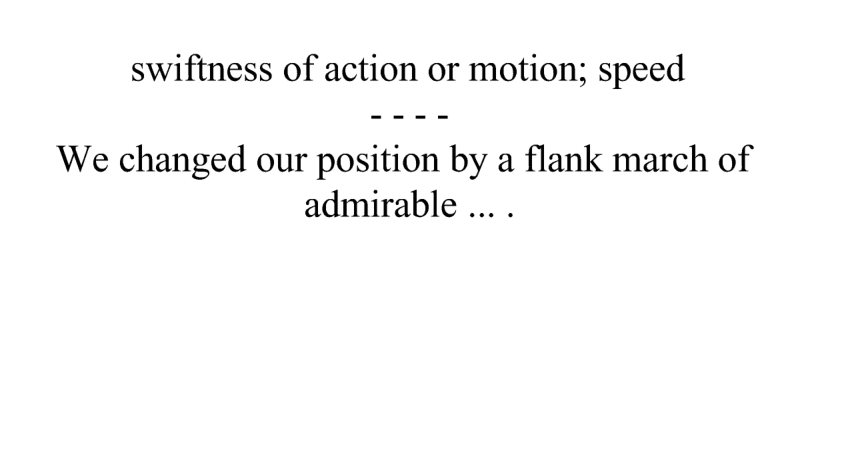 swiftness of action or motion; speed
- - - -
We changed our position by a flank march of
admirable ... .